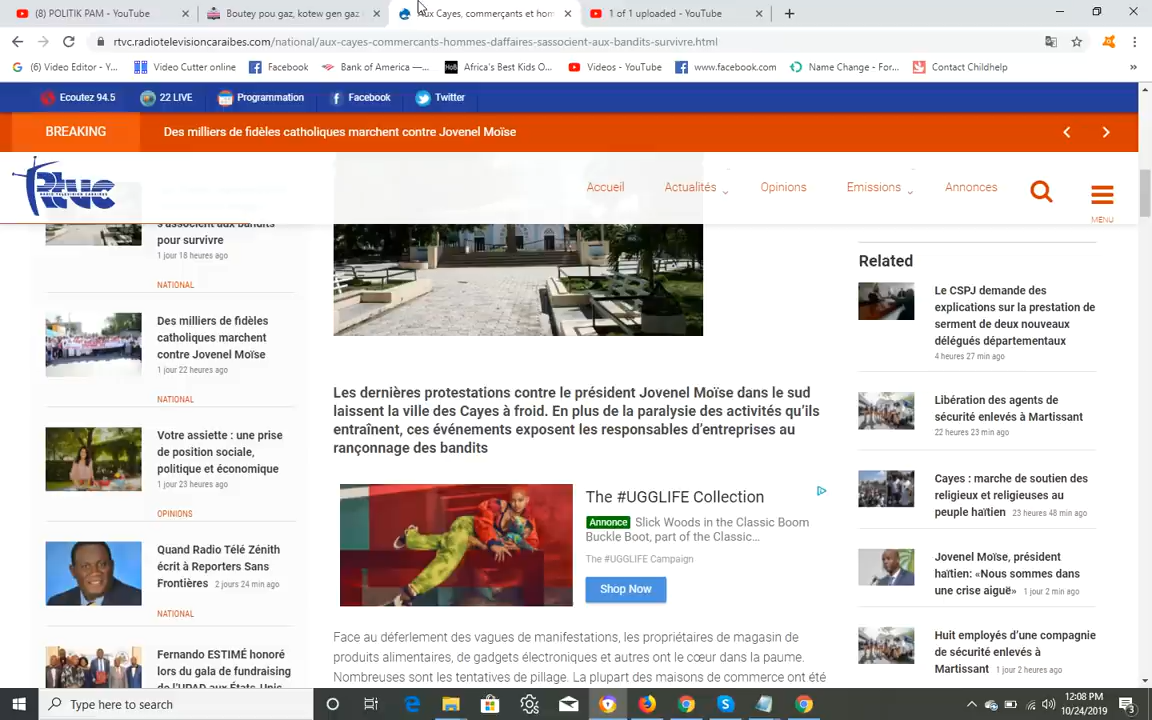 (8) POLITIK PAM - YouTube
Boutey pou gaz, kotew gen gaz
Aux Cayes, commerçants et hom
1 of 1 uploaded - YouTube
rtvc.radiotelevisioncaraibes.com/national/aux-cayes-commercants-hommes-daffaires-sassocient-aux-bandits-survivre.html
(6) Video Editor - Y...
Video Cutter online
Facebook
Bank of America —...
Africa's Best Kids O...
Videos - YouTube
www.facebook.com
Name Change - For...
Contact Childhelp
Ecoutez 94.5
22 LIVE
Programmation
Facebook
Twitter
BREAKING
Des milliers de fidèles catholiques marchent contre Jovenel Moïse
RTVC
RADIO TELEVISION CARAIBES
Accueil
Actualités
Opinions
Emissions
Annonces
MENU
s'associent aux bandits
pour survivre
1 jour 18 heures ago
NATIONAL
Des milliers de fidèles
catholiques marchent
contre Jovenel Moïse
1 jour 22 heures ago
NATIONAL
Votre assiette : une prise
de position sociale,
politique et économique
1 jour 23 heures ago
OPINIONS
Quand Radio Télé Zénith
écrit à Reporters Sans
Frontières 2 jours 24 min ago
NATIONAL
Fernando ESTIMÉ honoré
lors du gala de fundraising
de l'UPAD aux États-Unis
Les dernières protestations contre le président Jovenel Moïse dans le sud
laissent la ville des Cayes à froid. En plus de la paralysie des activités qu'ils
entraînent, ces événements exposent les responsables d'entreprises au
rançonnage des bandits
The #UGGLIFE Collection
Annonce Slick Woods in the Classic Boom
Buckle Boot, part of the Classic...
The #UGGLIFE Campaign
Shop Now
Face au déferlement des vagues de manifestations, les propriétaires de magasin de
produits alimentaires, de gadgets électroniques et autres ont le cœur dans la paume.
Nombreuses sont les tentatives de pillage. La plupart des maisons de commerce ont été
Related
Le CSPJ demande des
explications sur la prestation de
serment de deux nouveaux
délégués départementaux
4 heures 27 min ago
Libération des agents de
sécurité enlevés à Martissant
22 heures 23 min ago
Cayes : marche de soutien des
religieux et religieuses au
peuple haïtien 23 heures 48 min ago
Jovenel Moïse, président
haïtien: «Nous sommes dans
une crise aiguë» 1 jour 2 min ago
Huit employés d'une compagnie
de sécurité enlevés à
Martissant 1 jour 2 heures ago
Type here to search
12:08 PM
10/24/2019
3